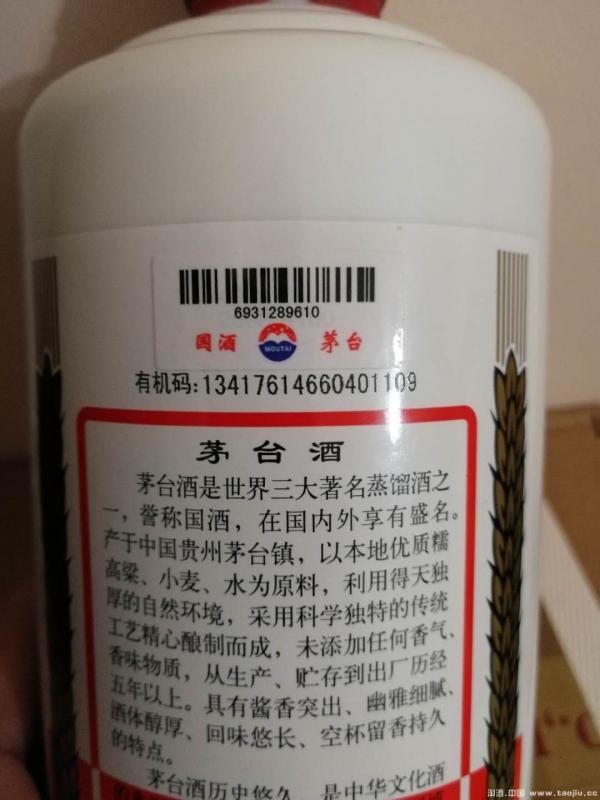 6931289610
国酒 MOUTAI 茅台
有机码:13417614660401109
茅台酒
茅台酒是世界三大著名蒸馏酒之
一，誉称国酒，在国内外享有盛名。
产于中国贵州茅台镇，以本地优质糯
高粱、小麦、水为原料，利用得天独
厚的自然环境，采用科学独特的传统
工艺精心酿制而成，未添加任何香气、
香味物质，从生产、贮存到出厂历经
五年以上。具有酱香突出、幽雅细腻、
酒体醇厚、回味悠长、空杯留香持久
的特点。
茅台酒历史悠久，是中华文化酒
淘酒.中国 www.taojiu.cc